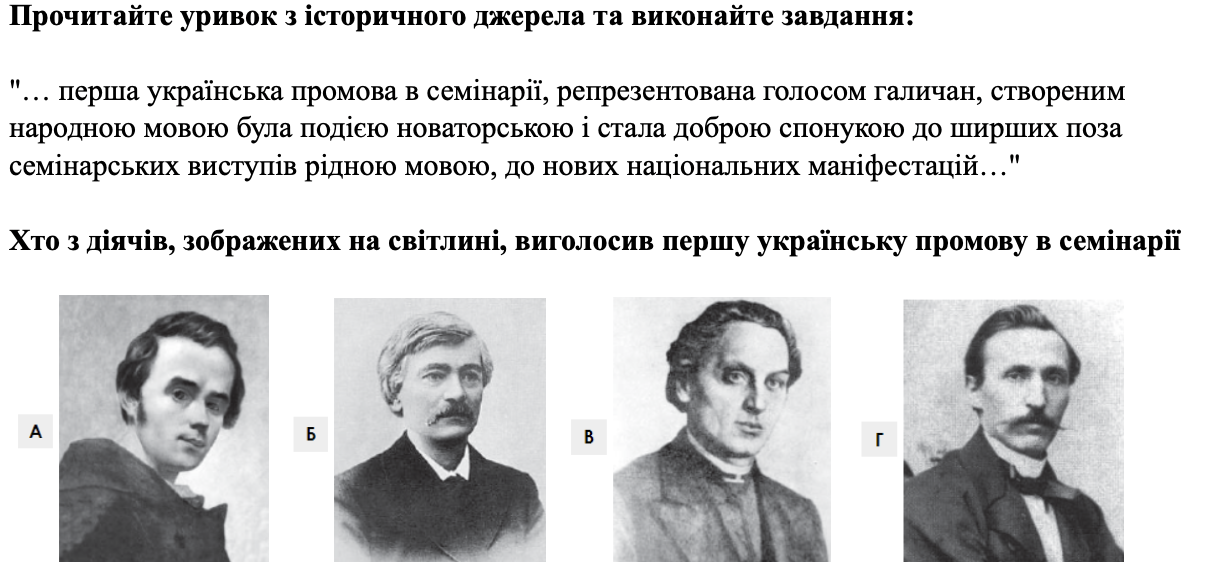 Прочитайте уривок з історичного джерела та виконайте завдання:
"… перша українська промова в семінарії, репрезентована голосом галичан, створеним
народною мовою була подією новаторською і стала доброю спонукою до ширших поза
семінарських виступів рідною мовою, до нових національних маніфестацій…"
Хто з діячів, зображених на світлині, виголосив першу українську промову в семінарії
А
Б
В
Г